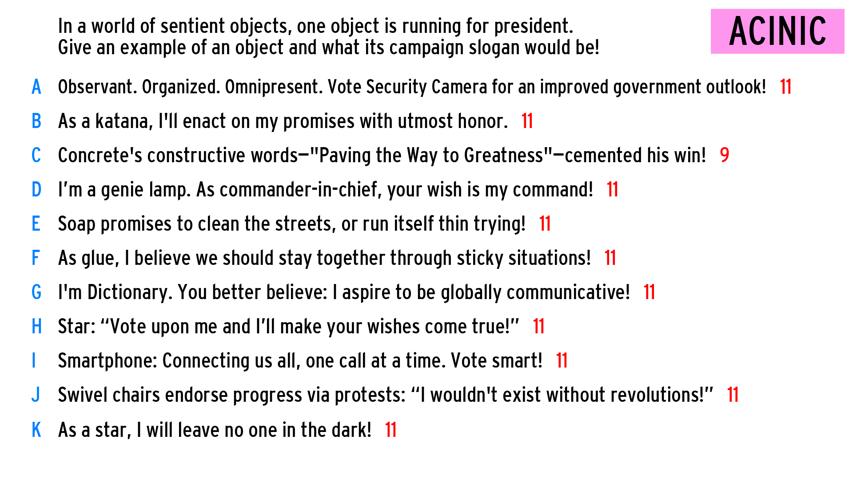 In a world of sentient objects, one object is running for president.
Give an example of an object and what its campaign slogan would be!
ACINIC
A Observant. Organized. Omnipresent. Vote Security Camera for an improved government outlook! 11
B As a katana, I'll enact on my promises with utmost honor. 11
C Concrete's constructive words—"Paving the Way to Greatness"—cemented his win! 9
D I’m a genie lamp. As commander-in-chief, your wish is my command! 11
E Soap promises to clean the streets, or run itself thin trying! 11
F As glue, I believe we should stay together through sticky situations! 11
G I'm Dictionary. You better believe: I aspire to be globally communicative! 11
H Star: “Vote upon me and I’ll make your wishes come true!” 11
I Smartphone: Connecting us all, one call at a time. Vote smart! 11
J Swivel chairs endorse progress via protests: “I wouldn't exist without revolutions!” 11
K As a star, I will leave no one in the dark! 11